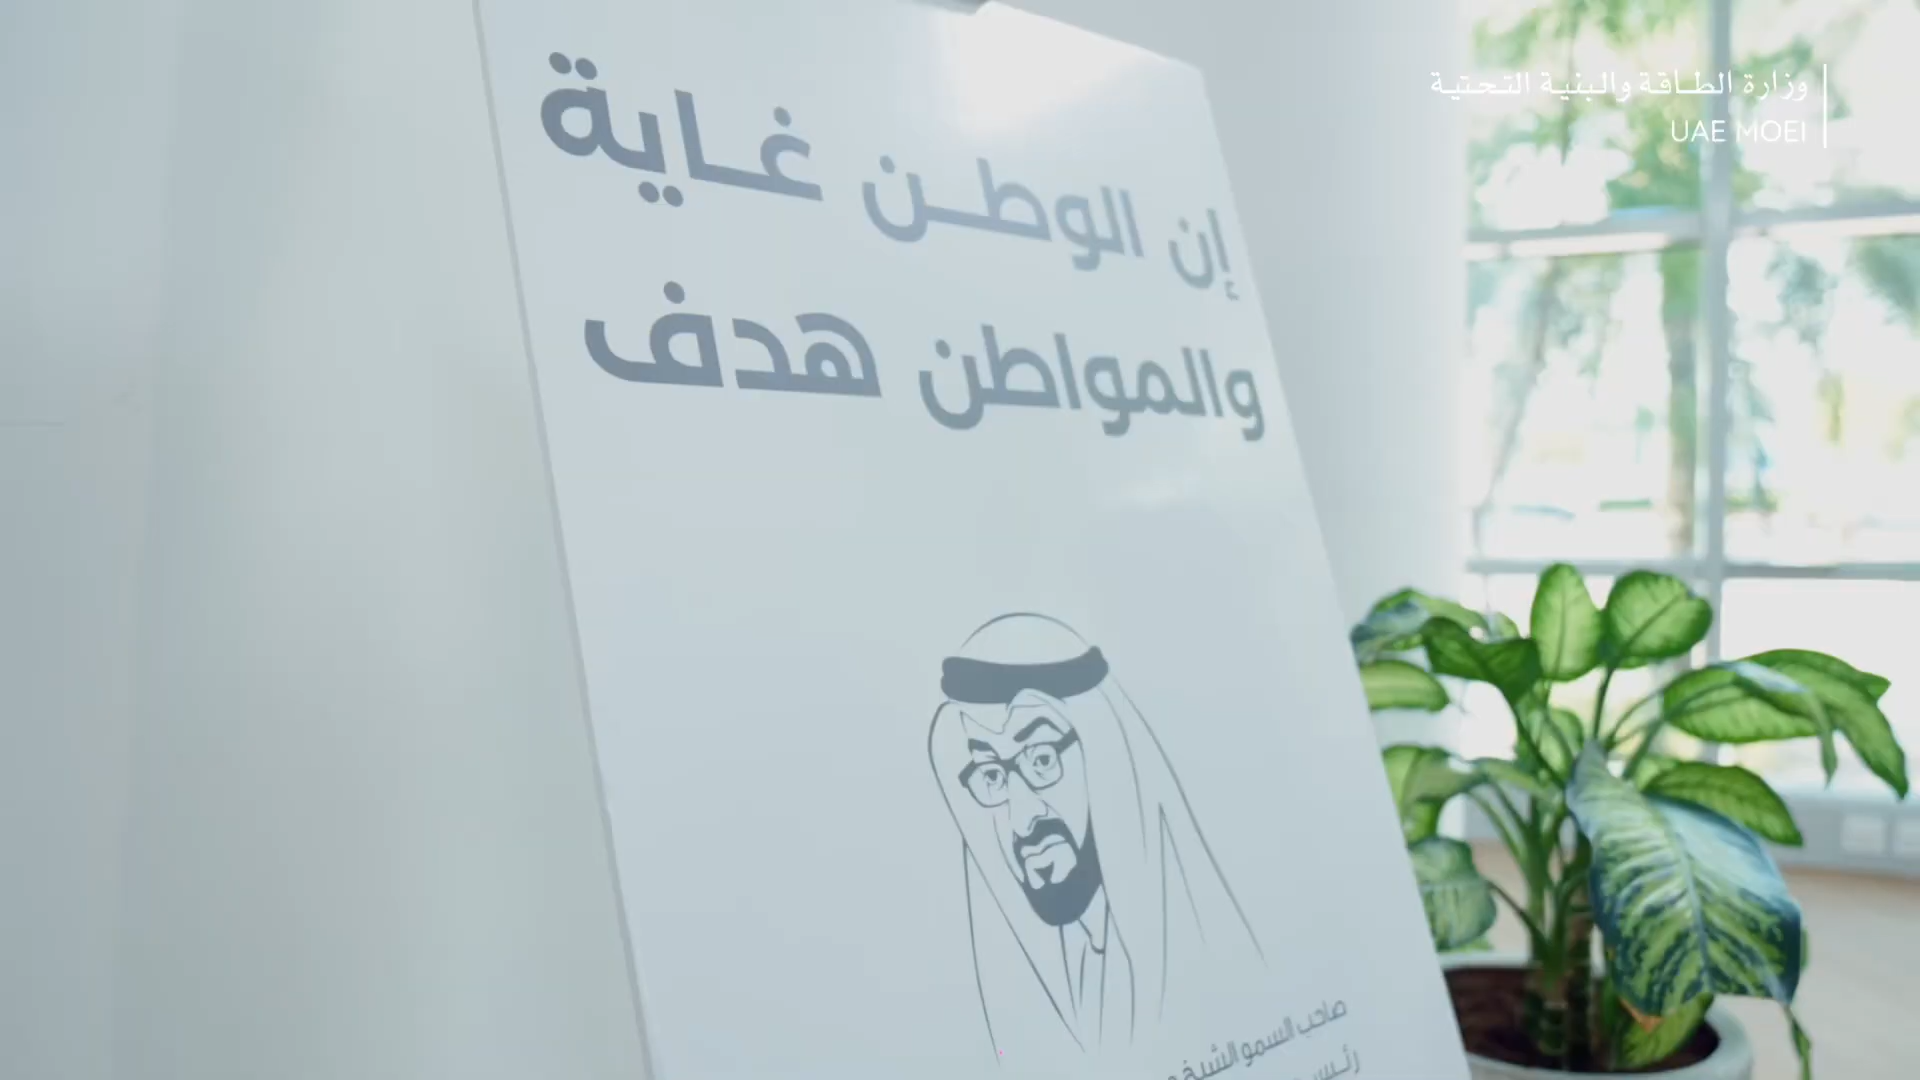 وزارة الطاقة والبنية التحتية
UAE MOEI
إن الوطن غاية
والمواطن هدف
صاحب السمو الشيخ